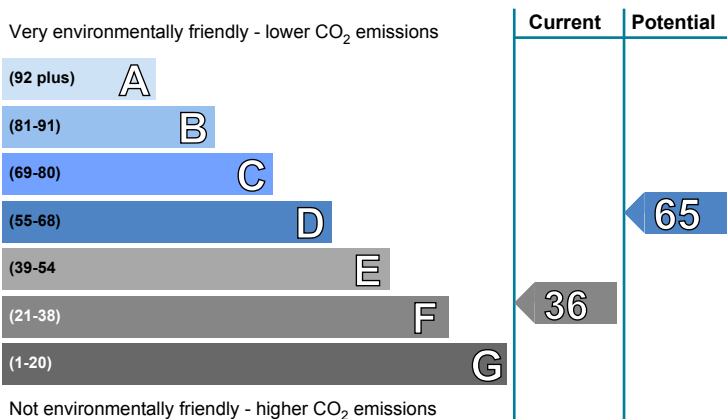 Very environmentally friendly - lower CO2 emissions
Current
Potential
(92 plus) A
(81-91) B
(69-80) C
(55-68) D
65
(39-54 E
(21-38) F
36
(1-20) G
Not environmentally friendly - higher CO2 emissions